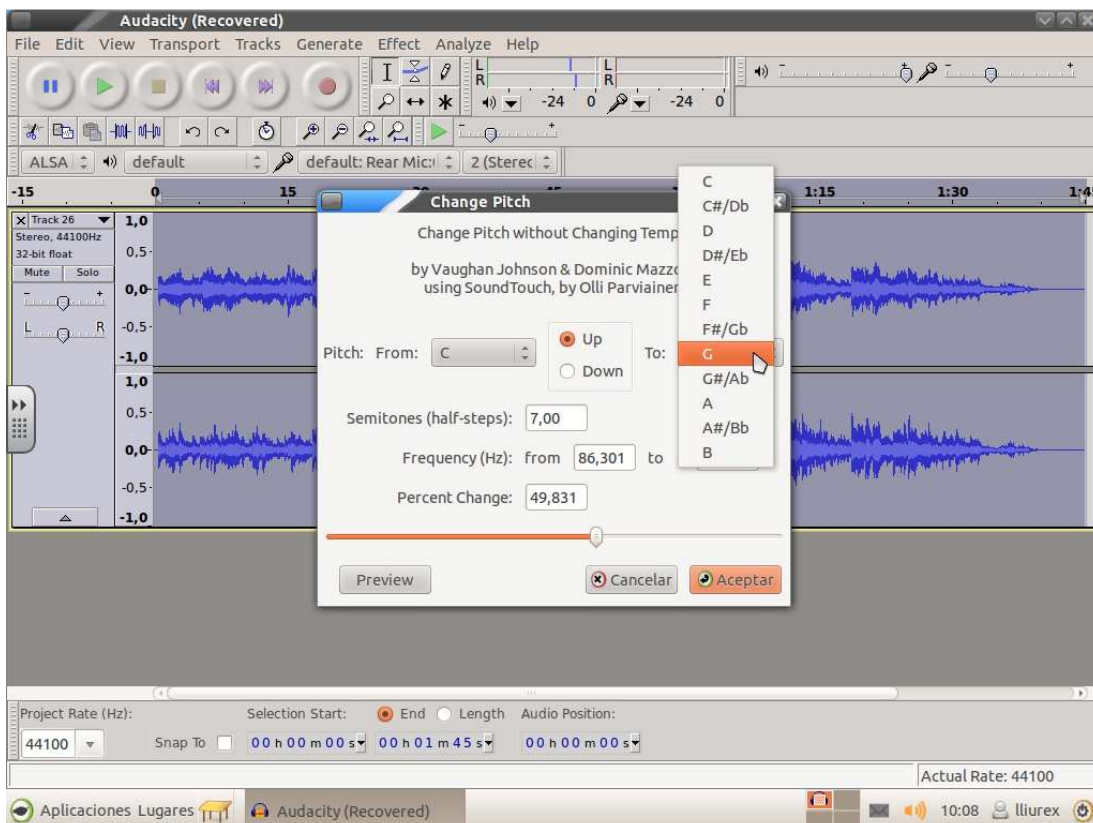 Audacity (Recovered)
File Edit View Transport Tracks Generate Effect Analyze Help
L
R
L
R
-24 0
-24 0
ALSA default default: Rear Mic:1 2 (Sterec
-15 0 15 1:15 1:30 1:4
Track 26
Stereo, 44100Hz
32-bit float
Mute Solo
L R
1,0
0,5
0,0
-0,5
-1,0
1,0
0,5
0,0
-0,5
-1,0
Change Pitch
Change Pitch without Changing Temp
by Vaughan Johnson & Dominic Mazzo
using SoundTouch, by Olli Parviainen
Pitch: From: C
Up
Down
To:
C
C#/Db
D
D#/Eb
E
F
F#/Gb
G
G#/Ab
A
A#/Bb
B
Semitones (half-steps): 7,00
Frequency (Hz): from 86,301 to
Percent Change: 49,831
Preview Cancelar Aceptar
Project Rate (Hz): Selection Start: End Length Audio Position:
44100 Snap To 00 h 00 m 00 s 00 h 01 m 45 s 00 h 00 m 00 s
Actual Rate: 44100
Aplicaciones Lugares Audacity (Recovered) 10:08 lliurex